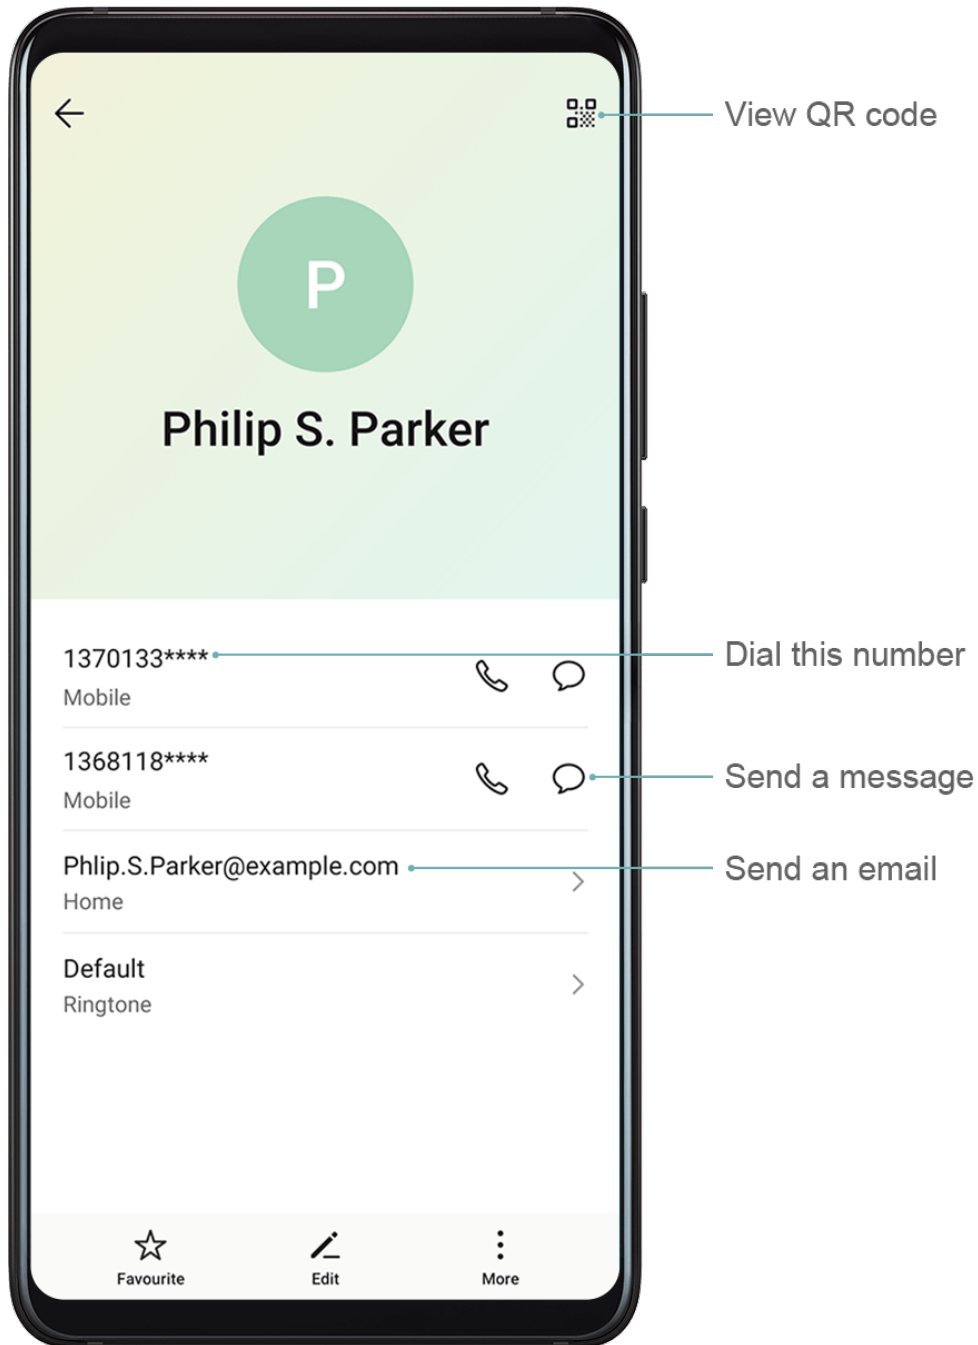 View QR code
P
Philip S. Parker
1370133****
Dial this number
Mobile
1368118****
Send a message
Mobile
Phlip.S.Parker@example.com
Send an email
Home
Default
Ringtone
Favourite
Edit
More